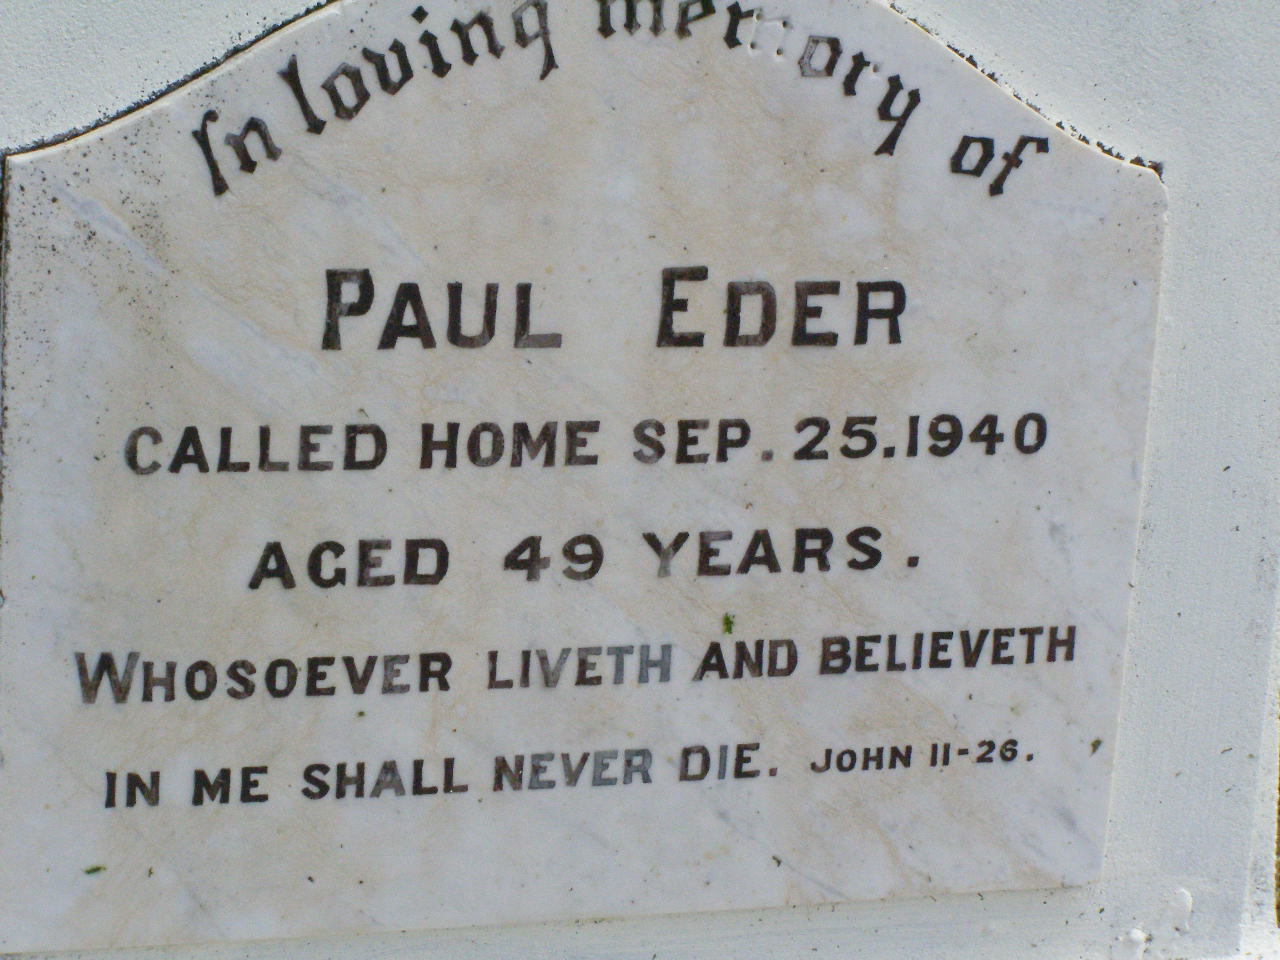 In loving memory of
PAUL EDER
CALLED HOME SEP. 25.1940
AGED 49 YEARS.
WHOSOEVER LIVETH AND BELIEVETH
IN ME SHALL NEVER DIE. JOHN 11-26.